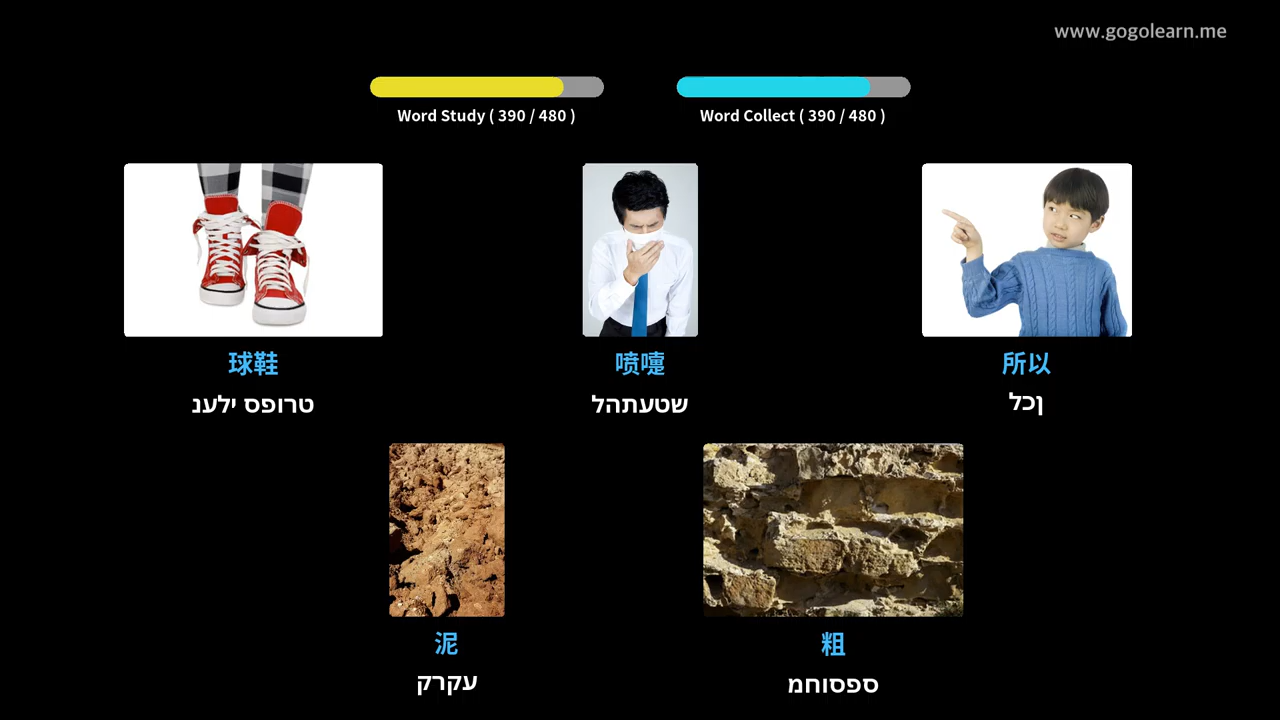 www.gogolearn.me
Word Study ( 390 / 480 )
Word Collect ( 390 / 480 )
球鞋
טרופס ילענ
喷嚏
שטעתהל
所以
ןכל
泥
עקרק
粗
ספסוחמ